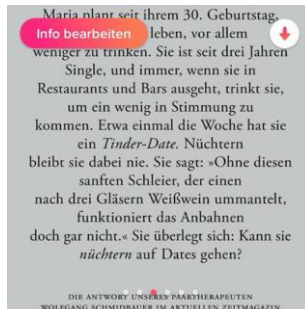 Maria plant seit ihrem 30. Geburtstag,
Info bearbeiten
leben, vor allem
weniger zu trinken. Sie ist seit drei Jahren
Single, und immer, wenn sie in
Restaurants und Bars ausgeht, trinkt sie,
um ein wenig in Stimmung zu
kommen. Etwa einmal die Woche hat sie
ein Tinder-Date. Nüchtern
bleibt sie dabei nie. Sie sagt: »Ohne diesen
sanften Schleier, der einen
nach drei Gläsern Weißwein ummantelt,
funktioniert das Anbahnen
doch gar nicht.« Sie überlegt sich: Kann sie
nüchtern auf Dates gehen?
DIE ANTWORT UNSERES PAARTHERAPEUTEN
WOLFGANG SCHMIDBAUER IM AKTUELLEN ZEITMAGAZIN